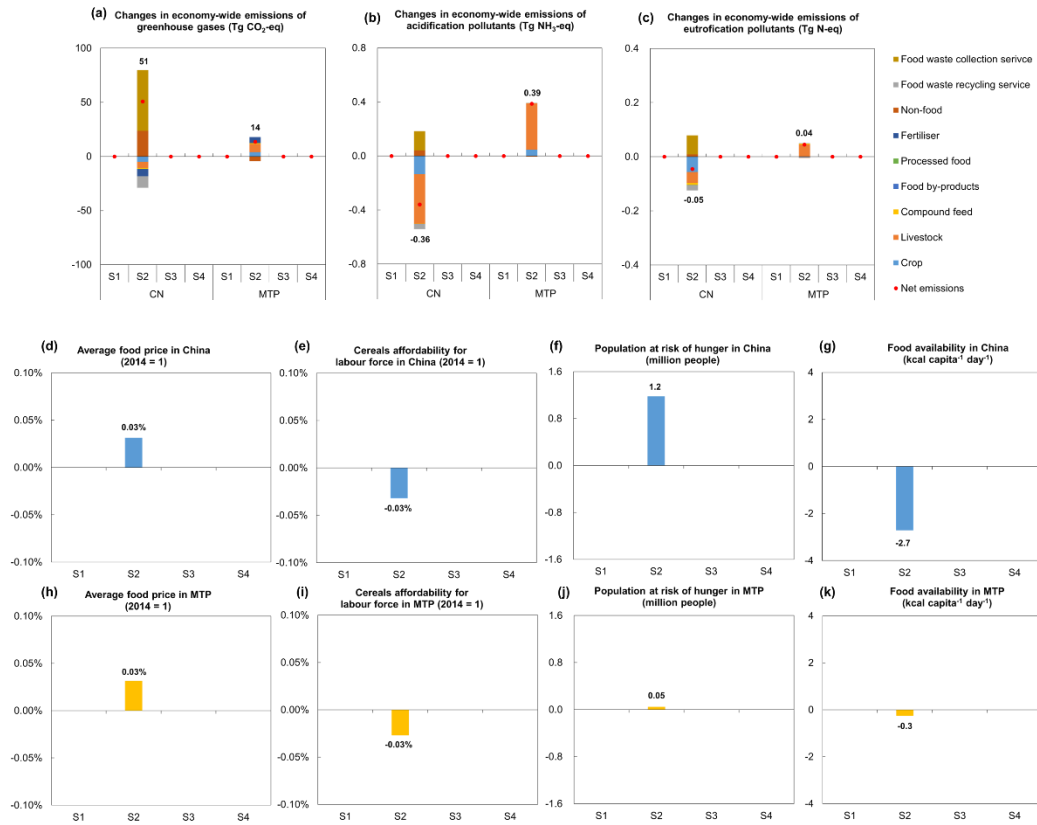 (a) Changes in economy-wide emissions of
greenhouse gases (Tg CO₂-eq)
100
50
0
-50
-100
51
14
S1 S2 S3 S4 S1 S2 S3 S4
CN MTP
(b) Changes in economy-wide emissions of
acidification pollutants (Tg NH₃-eq)
0.8
0.4
0.0
-0.4
-0.8
0.39
-0.36
S1 S2 S3 S4 S1 S2 S3 S4
CN MTP
(c) Changes in economy-wide emissions of
eutrofication pollutants (Tg N-eq)
0.4
0.2
0.0
-0.2
-0.4
0.04
-0.05
S1 S2 S3 S4 S1 S2 S3 S4
CN MTP
Food waste collection serivce
Food waste recycling service
Non-food
Fertiliser
Processed food
Food by-products
Compound feed
Livestock
Crop
Net emissions
(d) Average food price in China
(2014 = 1)
0.10%
0.05%
0.00%
-0.05%
-0.10%
0.03%
S1 S2 S3 S4
(e) Cereals affordability for
labour force in China (2014 = 1)
0.10%
0.05%
0.00%
-0.05%
-0.10%
-0.03%
S1 S2 S3 S4
(f) Population at risk of hunger in China
(million people)
1.6
0.8
0.0
-0.8
-1.6
1.2
S1 S2 S3 S4
(g) Food availability in China
(kcal capita⁻¹ day⁻¹)
4
2
0
-2
-4
-2.7
S1 S2 S3 S4
(h) Average food price in MTP
(2014 = 1)
0.10%
0.05%
0.00%
-0.05%
-0.10%
0.03%
S1 S2 S3 S4
(i) Cereals affordability for
labour force in MTP (2014 = 1)
0.10%
0.05%
0.00%
-0.05%
-0.10%
-0.03%
S1 S2 S3 S4
(j) Population at risk of hunger in MTP
(million people)
1.6
0.8
0.0
-0.8
-1.6
0.05
S1 S2 S3 S4
(k) Food availability in MTP
(kcal capita⁻¹ day⁻¹)
4
2
0
-2
-4
-0.3
S1 S2 S3 S4